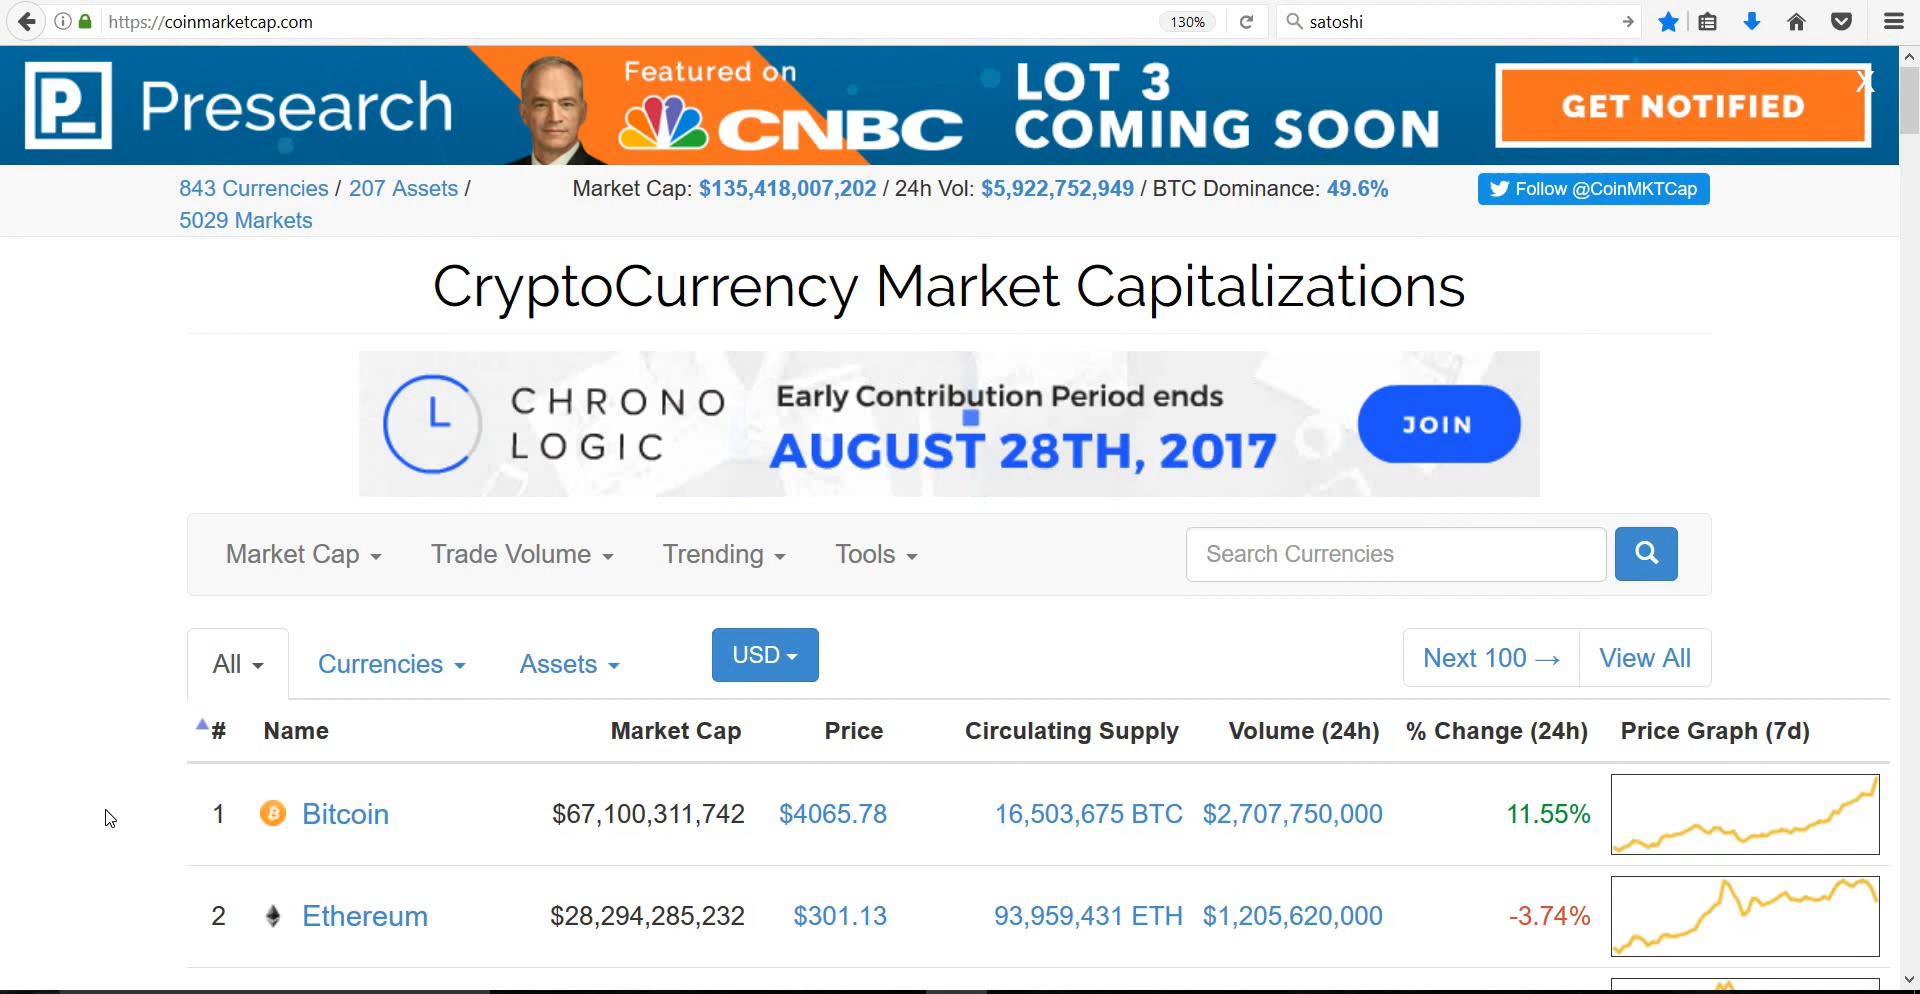 https://coinmarketcap.com
130%
satoshi
Presearch
Featured on
CNBC
LOT 3
COMING SOON
GET NOTIFIED
X
843 Currencies / 207 Assets /
5029 Markets
Market Cap: $135,418,007,202 / 24h Vol: $5,922,752,949 / BTC Dominance: 49.6%
Follow @CoinMKTCap
CryptoCurrency Market Capitalizations
CHRONO
LOGIC
Early Contribution Period ends
AUGUST 28TH, 2017
JOIN
Market Cap
Trade Volume
Trending
Tools
Search Currencies
All
Currencies
Assets
USD
Next 100 →
View All
# Name Market Cap Price Circulating Supply Volume (24h) % Change (24h) Price Graph (7d)
1 Bitcoin $67,100,311,742 $4065.78 16,503,675 BTC $2,707,750,000 11.55%
2 Ethereum $28,294,285,232 $301.13 93,959,431 ETH $1,205,620,000 -3.74%